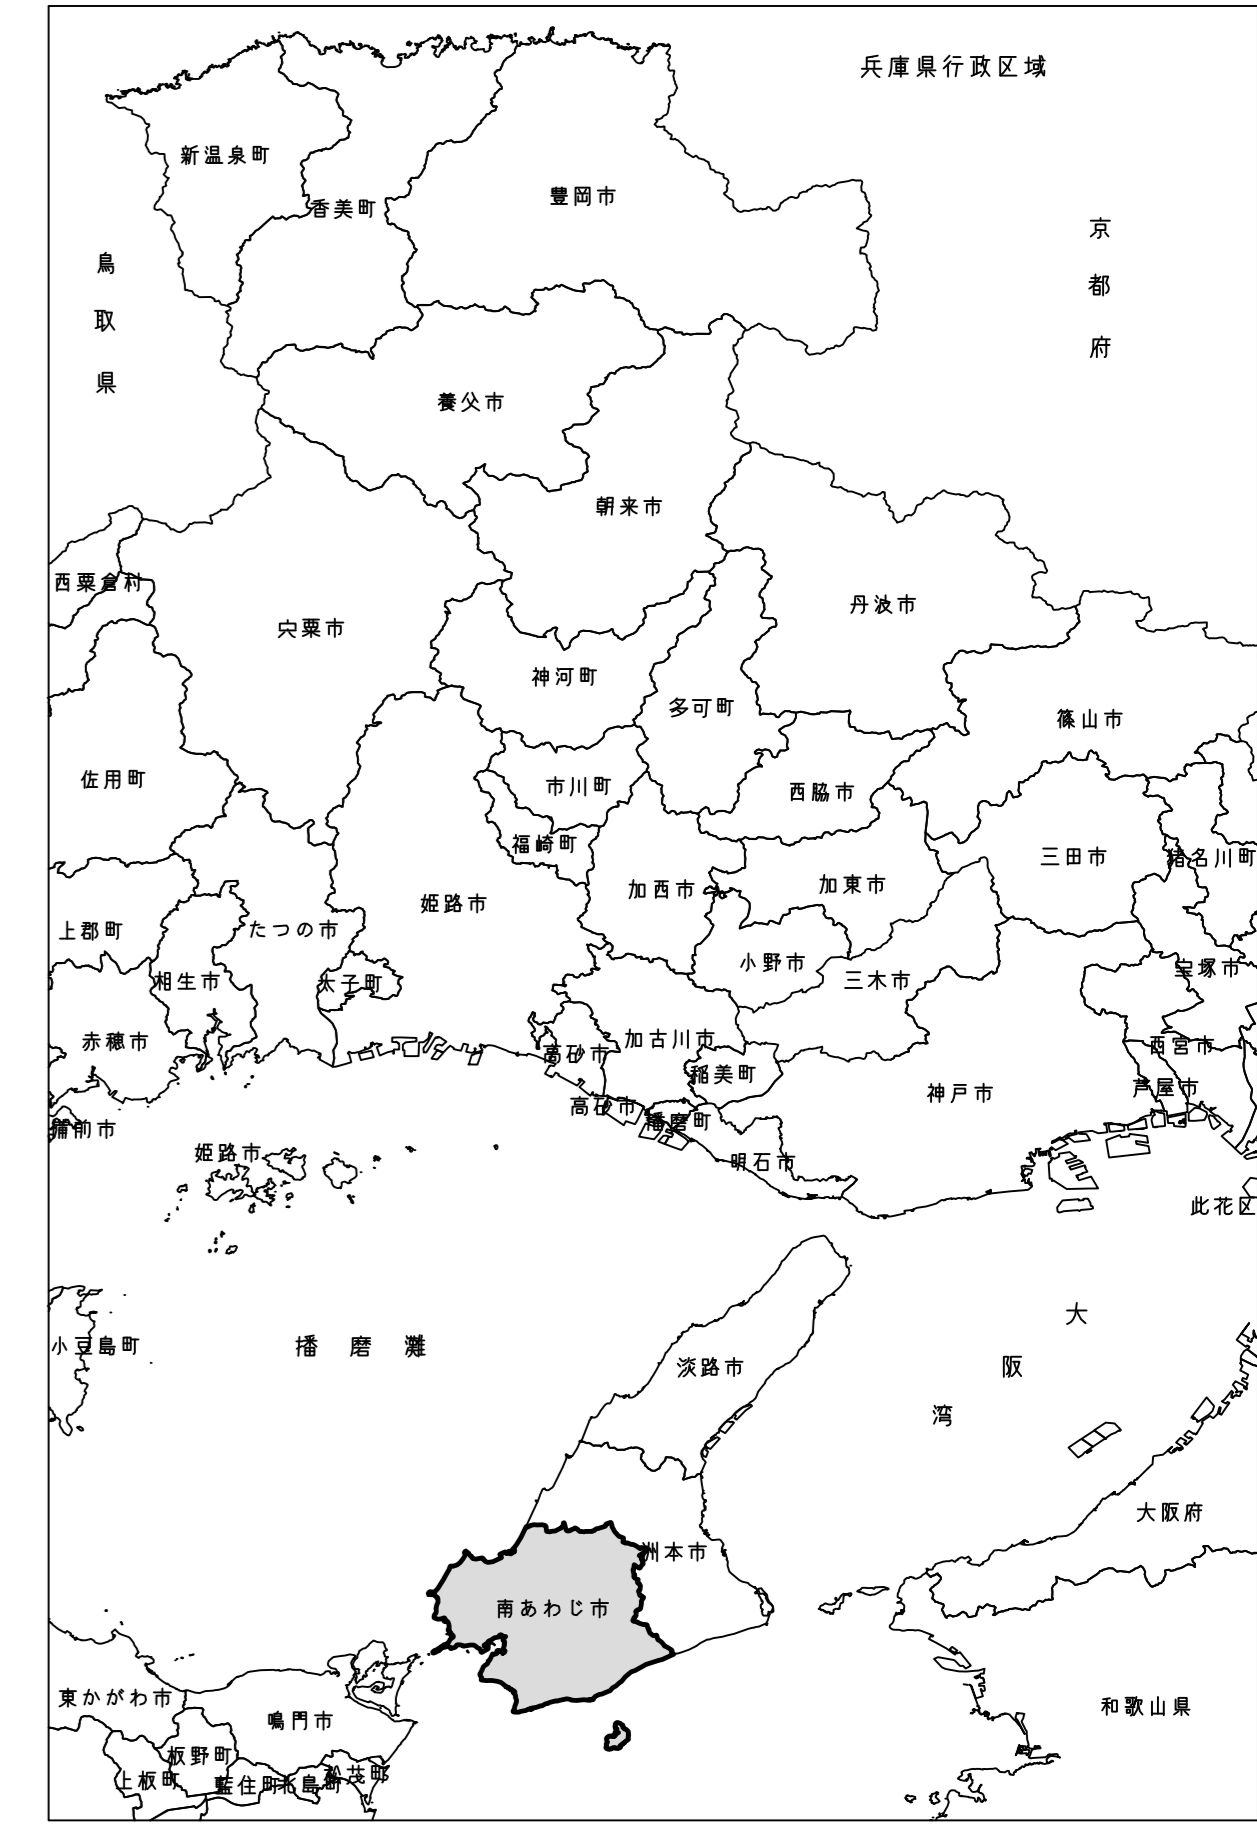 兵庫県行政区域
新温泉町
豊岡市
香美町
京都府
鳥取県
養父市
朝来市
西粟倉村
丹波市
宍粟市
神河町
多可町
篠山市
佐用町
市川町
西脇市
福崎町
三田市
猪名川町
加西市
加東市
姫路市
上郡町
たつの市
小野市
宝塚市
相生市
太子町
三木市
赤穂市
加古川市
西宮市
高砂市
稲美町
芦屋市
神戸市
高砂市
播磨町
備前市
姫路市
明石市
此花区
大阪湾
小豆島町
播磨灘
淡路市
大阪府
洲本市
南あわじ市
東かがわ市
鳴門市
和歌山県
板野町
上板町
藍住町
北島町
松茂町